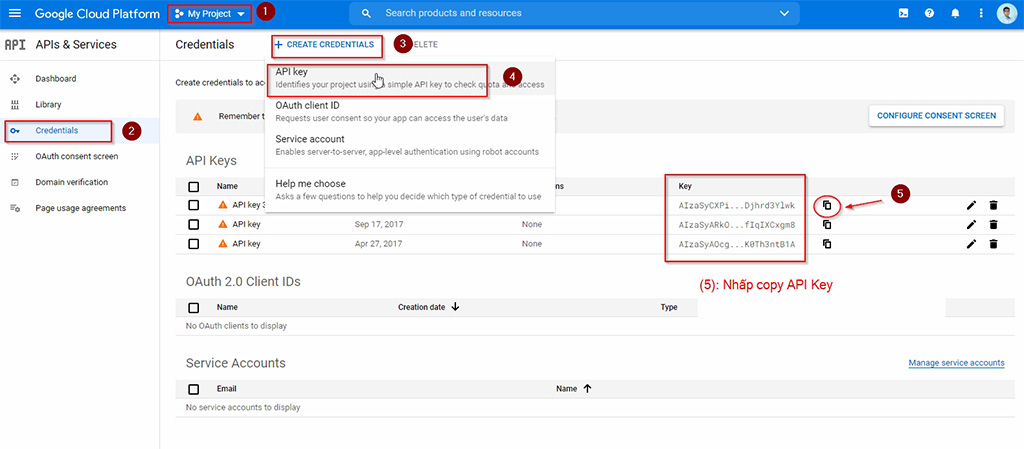 Google Cloud Platform
My Project
1
Search products and resources
API APIs & Services
Credentials
+ CREATE CREDENTIALS
3
DELETE
Dashboard
Library
Credentials
2
OAuth consent screen
Domain verification
Page usage agreements
Create credentials to
API key
Identifies your project using a simple API key to check quota and access
4
OAuth client ID
Requests user consent so your app can access the user's data
Service account
Enables server-to-server, app-level authentication using robot accounts
Help me choose
Asks a few questions to help you decide which type of credential to use
Remember
CONFIGURE CONSENT SCREEN
API Keys
Name
Key
API key 3
AIzaSyCXPi...Djhrd3Ylwk
5
API key
Sep 17, 2017
None
AIzaSyARkO...fIqIXCxgm8
API key
Apr 27, 2017
None
AIzaSyAOcg...K0Th3ntB1A
(5): Nhấp copy API Key
OAuth 2.0 Client IDs
Name
Creation date
Type
No OAuth clients to display
Service Accounts
Manage service accounts
Email
Name
No service accounts to display